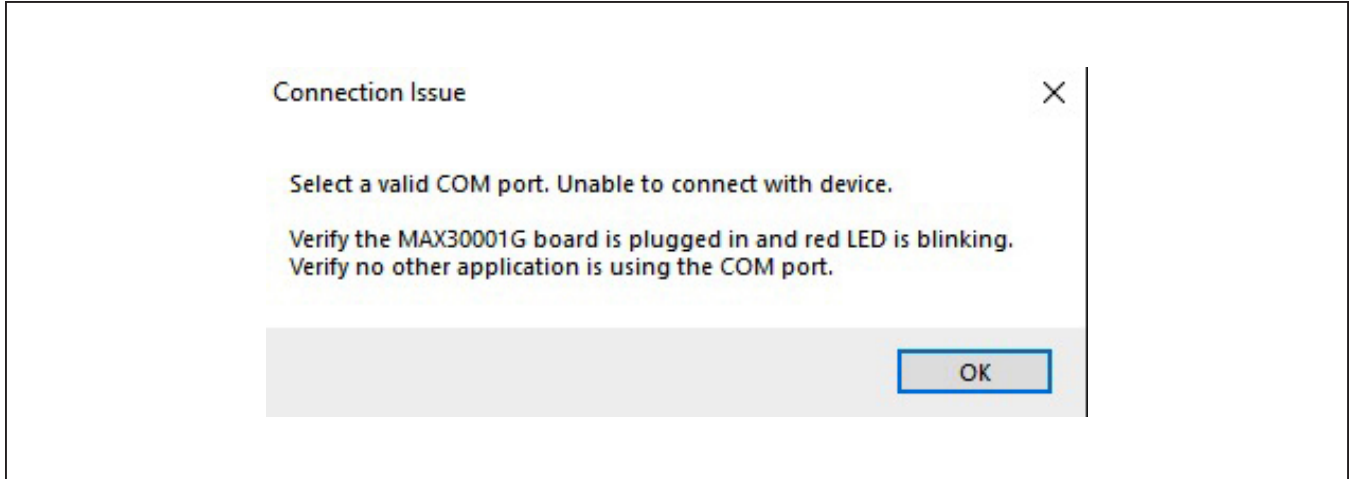 Connection Issue
Select a valid COM port. Unable to connect with device.
Verify the MAX30001G board is plugged in and red LED is blinking.
Verify no other application is using the COM port.
OK